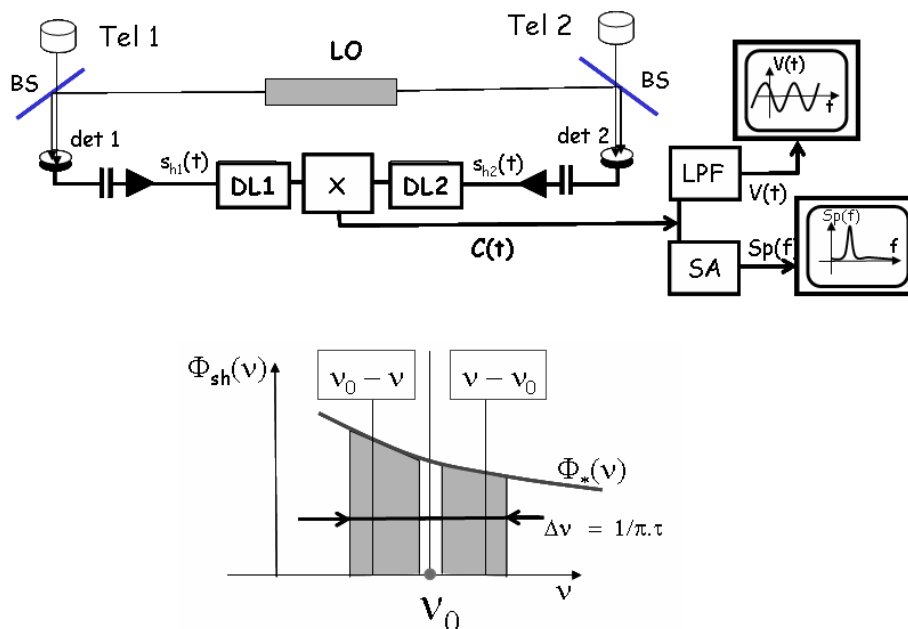 Tel 1
Tel 2
LO
BS
BS
V(t)
f
det 1
det 2
s_h1(t)
s_h2(t)
DL1
X
DL2
LPF
V(t)
C(t)
SA
Sp(f)
Sp(f)
f
Φ_sh(ν)
ν₀ − ν
ν − ν₀
Φ_*(ν)
Δν = 1/π.τ
ν₀
ν